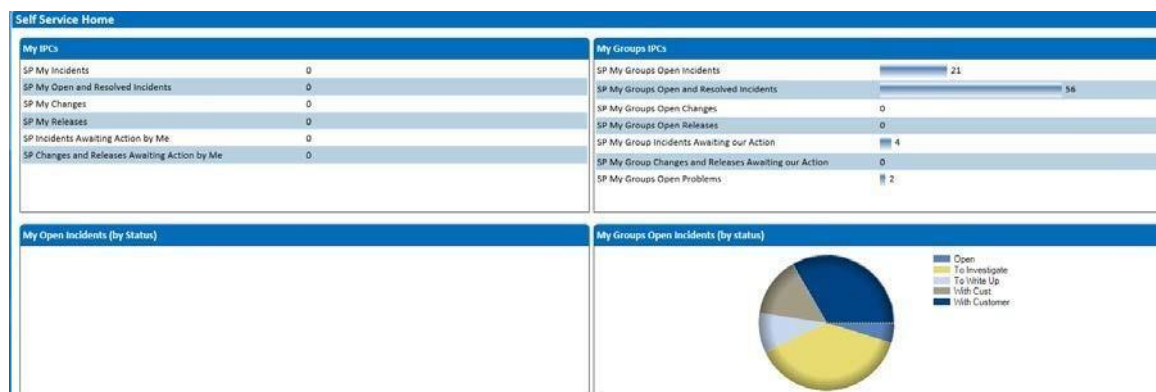 Self Service Home
My IPCs
SP My Incidents 0
SP My Open and Resolved Incidents 0
SP My Changes 0
SP My Releases 0
SP Incidents Awaiting Action by Me 0
SP Changes and Releases Awaiting Action by Me 0
My Groups IPCs
SP My Groups Open Incidents 21
SP My Groups Open and Resolved Incidents 56
SP My Groups Open Changes 0
SP My Groups Open Releases 0
SP My Group Incidents Awaiting our Action 4
SP My Group Changes and Releases Awaiting our Action 0
SP My Groups Open Problems 2
My Open Incidents (by Status)
My Groups Open Incidents (by status)
Open
To Investigate
To Write Up
With Cust
With Customer